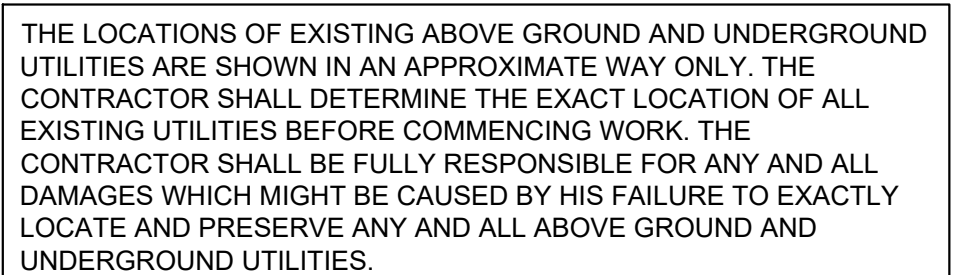 THE LOCATIONS OF EXISTING ABOVE GROUND AND UNDERGROUND
UTILITIES ARE SHOWN IN AN APPROXIMATE WAY ONLY. THE
CONTRACTOR SHALL DETERMINE THE EXACT LOCATION OF ALL
EXISTING UTILITIES BEFORE COMMENCING WORK. THE
CONTRACTOR SHALL BE FULLY RESPONSIBLE FOR ANY AND ALL
DAMAGES WHICH MIGHT BE CAUSED BY HIS FAILURE TO EXACTLY
LOCATE AND PRESERVE ANY AND ALL ABOVE GROUND AND
UNDERGROUND UTILITIES.